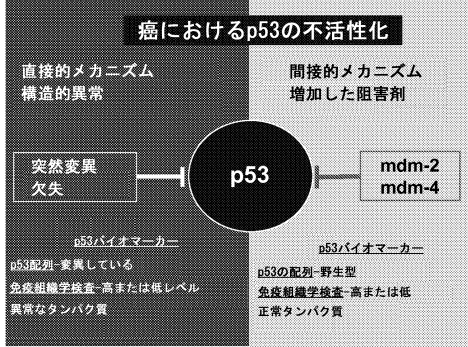 癌におけるp53の不活性化
直接的メカニズム
構造的異常
間接的メカニズム
増加した阻害剤
突然変異
欠失
p53
mdm-2
mdm-4
p53バイオマーカー
p53配列-変異している
免疫組織学検査-高または低レベル
異常なタンパク質
p53バイオマーカー
p53の配列-野生型
免疫組織学検査-高または低
正常タンパク質